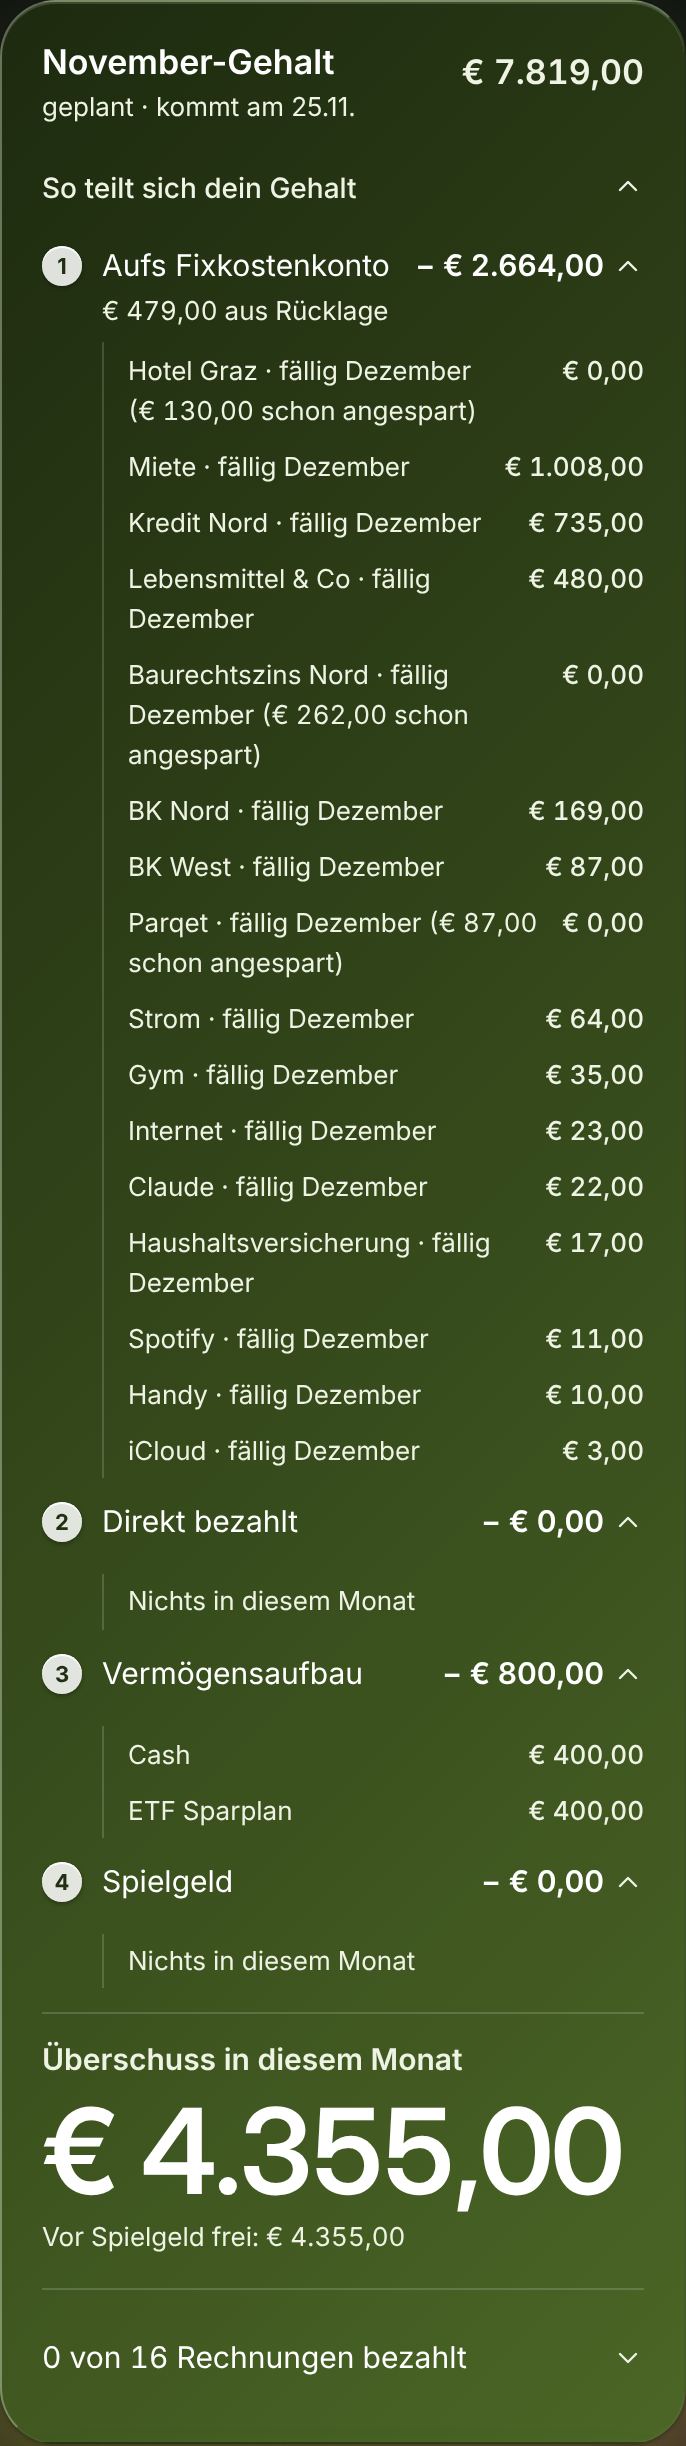 November-Gehalt
€ 7.819,00
geplant · kommt am 25.11.
So teilt sich dein Gehalt
1 Aufs Fixkostenkonto – € 2.664,00
€ 479,00 aus Rücklage
Hotel Graz · fällig Dezember € 0,00
(€ 130,00 schon angespart)
Miete · fällig Dezember € 1.008,00
Kredit Nord · fällig Dezember € 735,00
Lebensmittel & Co · fällig € 480,00
Dezember
Baurechtszins Nord · fällig € 0,00
Dezember (€ 262,00 schon
angespart)
BK Nord · fällig Dezember € 169,00
BK West · fällig Dezember € 87,00
Parqet · fällig Dezember (€ 87,00 € 0,00
schon angespart)
Strom · fällig Dezember € 64,00
Gym · fällig Dezember € 35,00
Internet · fällig Dezember € 23,00
Claude · fällig Dezember € 22,00
Haushaltsversicherung · fällig € 17,00
Dezember
Spotify · fällig Dezember € 11,00
Handy · fällig Dezember € 10,00
iCloud · fällig Dezember € 3,00
2 Direkt bezahlt – € 0,00
Nichts in diesem Monat
3 Vermögensaufbau – € 800,00
Cash € 400,00
ETF Sparplan € 400,00
4 Spielgeld – € 0,00
Nichts in diesem Monat
Überschuss in diesem Monat
€ 4.355,00
Vor Spielgeld frei: € 4.355,00
0 von 16 Rechnungen bezahlt